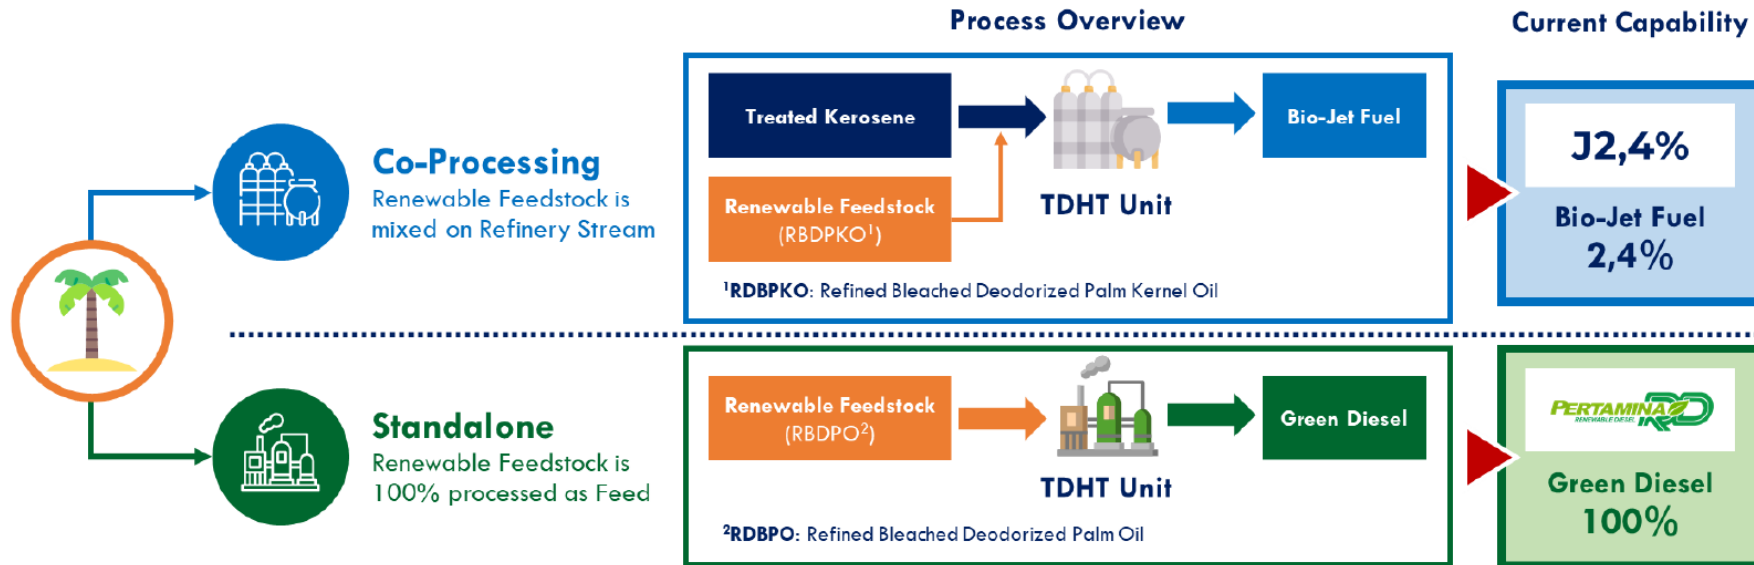 Process Overview
Current Capability
Co-Processing
Renewable Feedstock is
mixed on Refinery Stream
Treated Kerosene
Renewable Feedstock
(RBDPKO¹)
TDHT Unit
Bio-Jet Fuel
¹RDBPKO: Refined Bleached Deodorized Palm Kernel Oil
J2,4%
Bio-Jet Fuel
2,4%
Standalone
Renewable Feedstock is
100% processed as Feed
Renewable Feedstock
(RBDPO²)
TDHT Unit
Green Diesel
²RDBPO: Refined Bleached Deodorized Palm Oil
PERTAMINA RD
RENEWABLE DIESEL
Green Diesel
100%